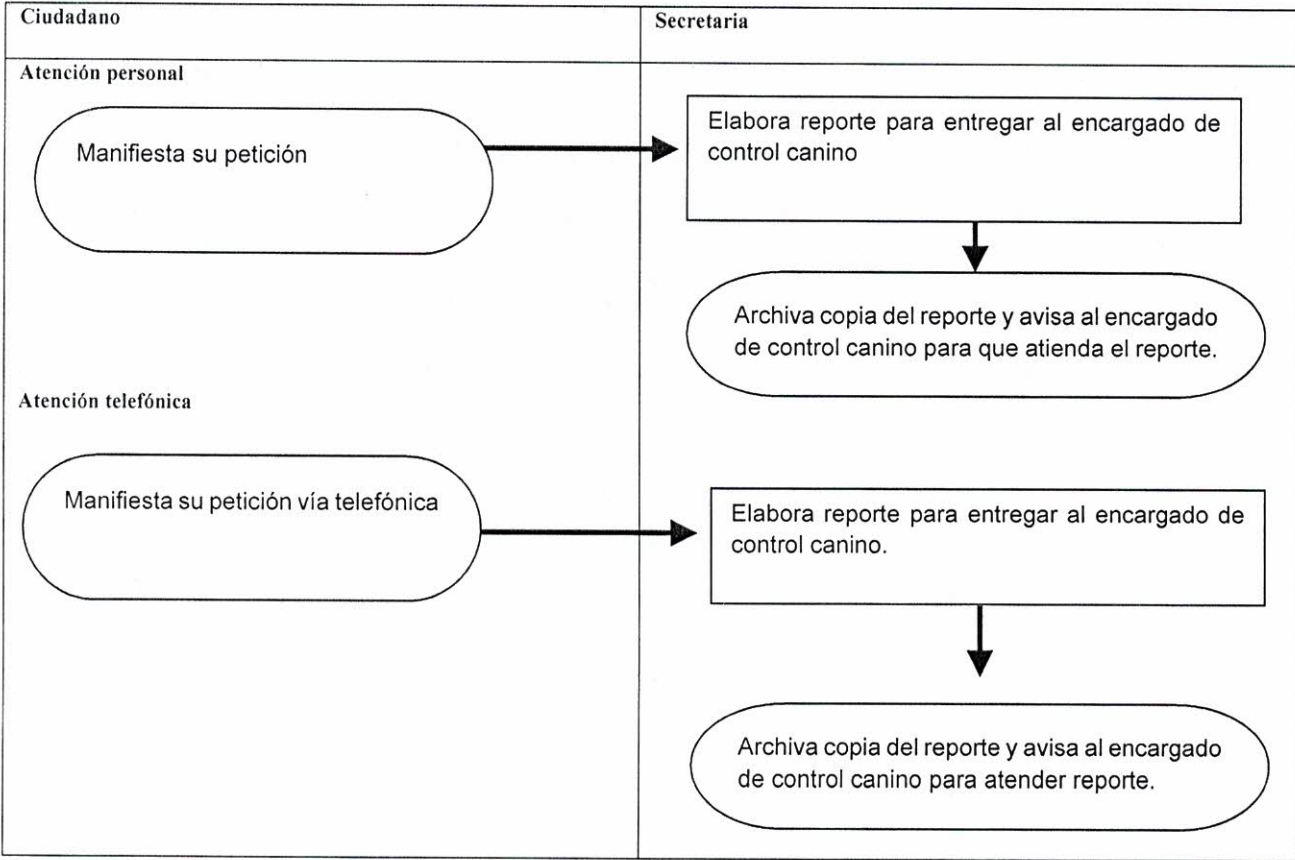 Ciudadano
Secretaria
Atención personal
Manifiesta su petición
Elabora reporte para entregar al encargado de
control canino
Archiva copia del reporte y avisa al encargado
de control canino para que atienda el reporte.
Atención telefónica
Manifiesta su petición vía telefónica
Elabora reporte para entregar al encargado de
control canino.
Archiva copia del reporte y avisa al encargado
de control canino para atender reporte.